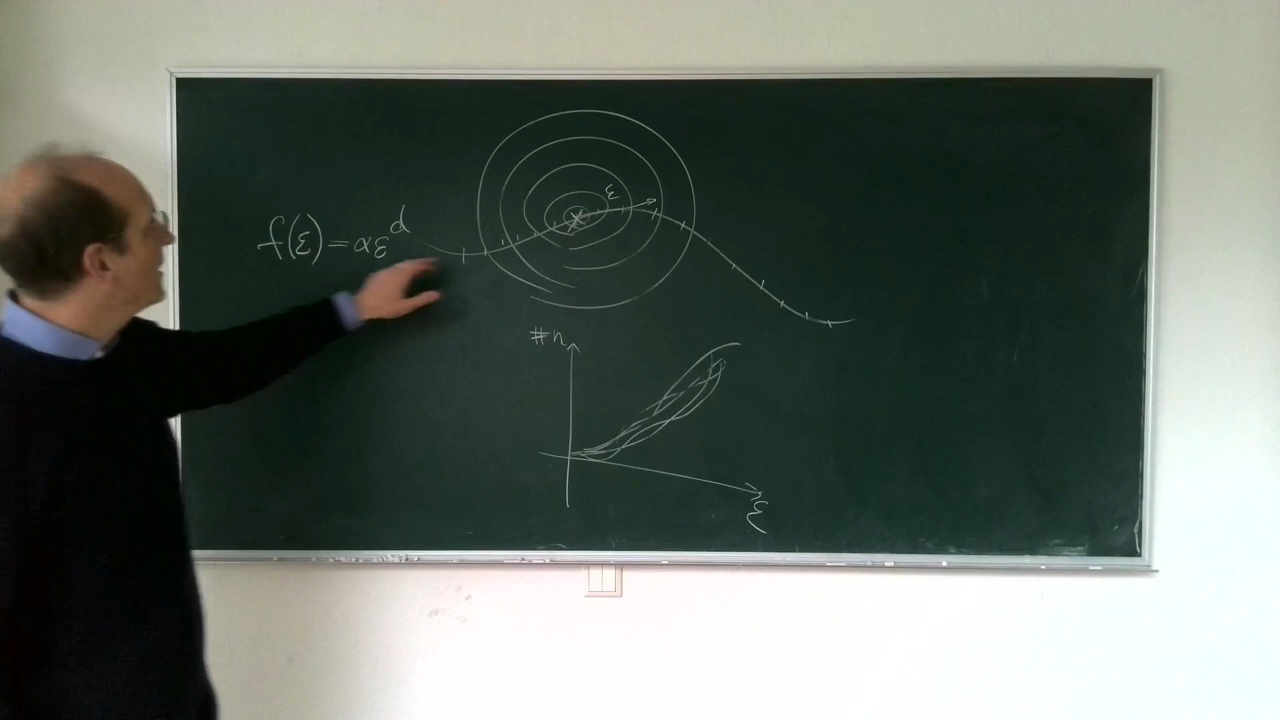 ε
f(ε) = αε^d
#n
ε